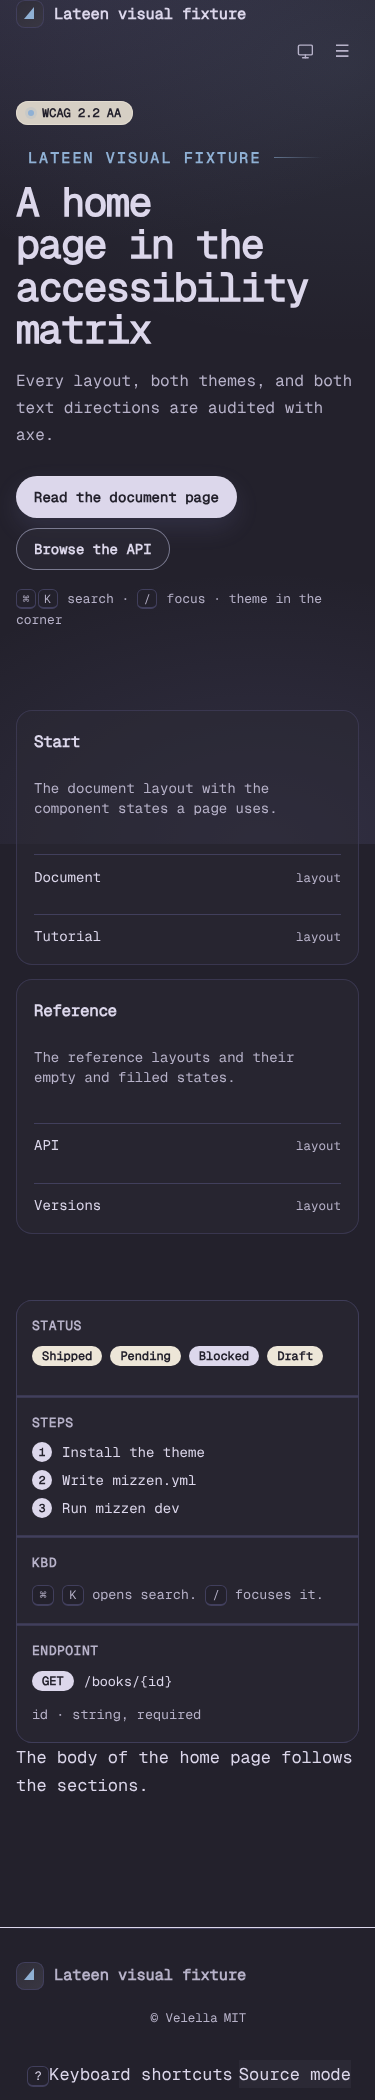 Lateen visual fixture
WCAG 2.2 AA
LATEEN VISUAL FIXTURE
A home
page in the
accessibility
matrix
Every layout, both themes, and both
text directions are audited with
axe.
Read the document page
Browse the API
⌘ K search · / focus · theme in the
corner
Start
The document layout with the
component states a page uses.
Document layout
Tutorial layout
Reference
The reference layouts and their
empty and filled states.
API layout
Versions layout
STATUS
Shipped Pending Blocked Draft
STEPS
1 Install the theme
2 Write mizzen.yml
3 Run mizzen dev
KBD
⌘ K opens search. / focuses it.
ENDPOINT
GET /books/{id}
id · string, required
The body of the home page follows
the sections.
Lateen visual fixture
© Velella MIT
? Keyboard shortcuts Source mode